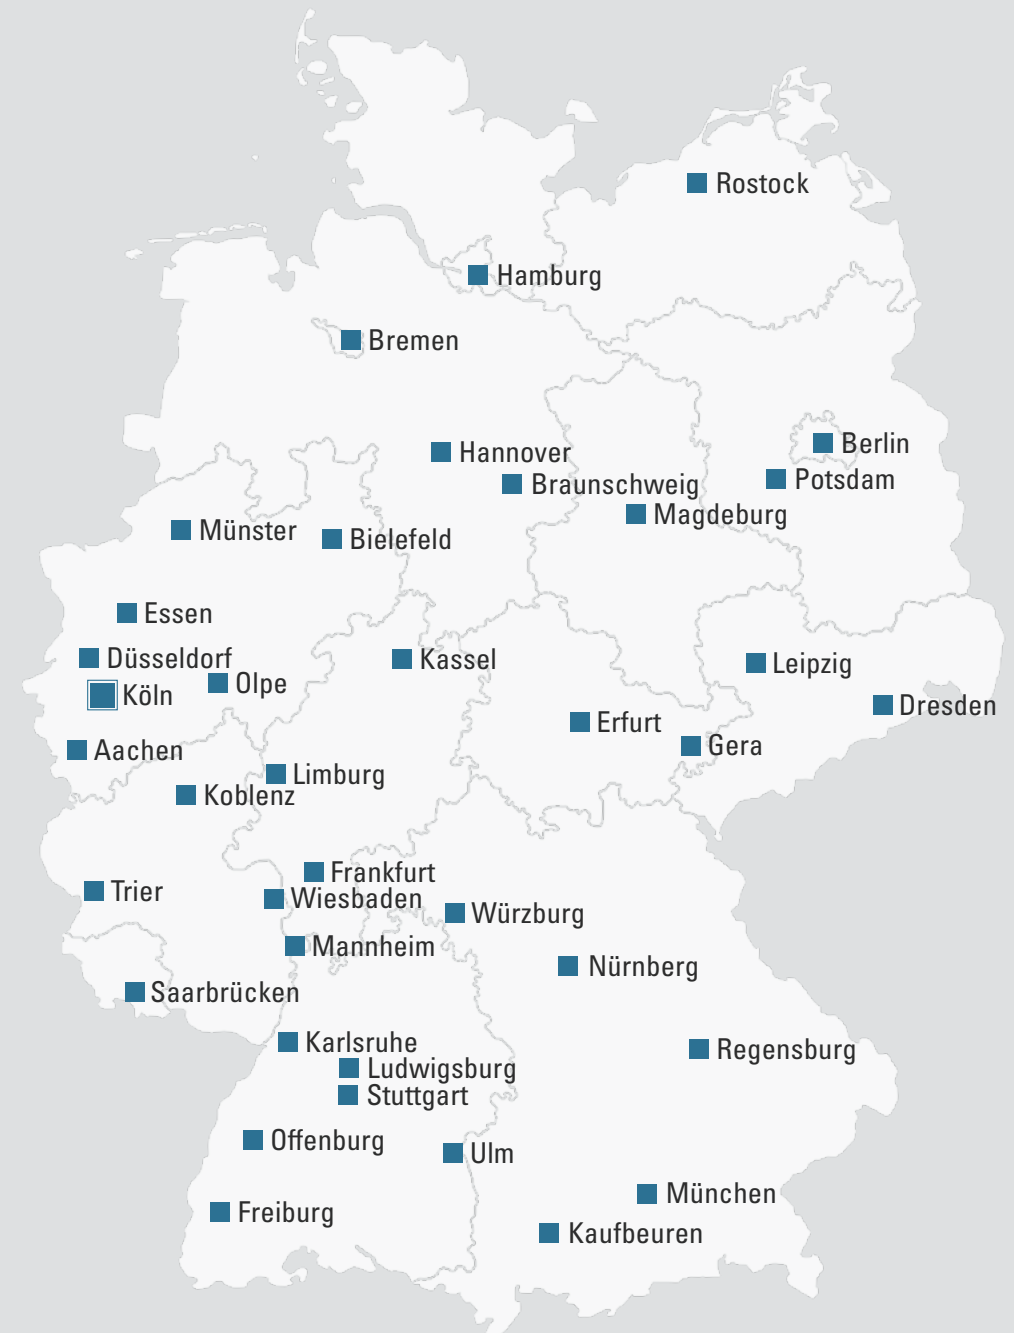 Rostock
Hamburg
Bremen
Berlin
Hannover
Potsdam
Braunschweig
Magdeburg
Münster
Bielefeld
Essen
Düsseldorf
Kassel
Leipzig
Olpe
Köln
Dresden
Erfurt
Gera
Aachen
Limburg
Koblenz
Frankfurt
Trier
Wiesbaden
Würzburg
Mannheim
Nürnberg
Saarbrücken
Karlsruhe
Regensburg
Ludwigsburg
Stuttgart
Offenburg
Ulm
München
Freiburg
Kaufbeuren